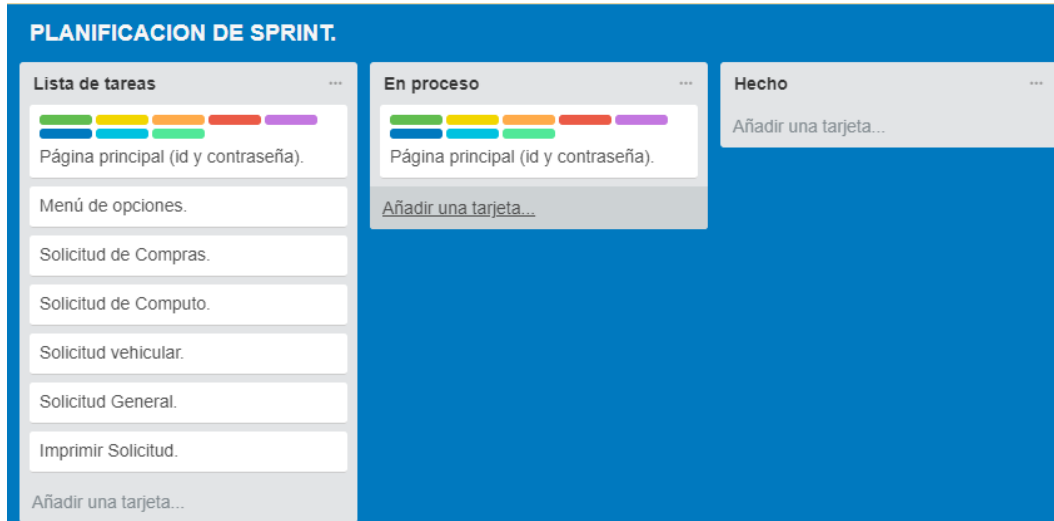 PLANIFICACION DE SPRINT.
Lista de tareas
Página principal (id y contraseña).
Menú de opciones.
Solicitud de Compras.
Solicitud de Computo.
Solicitud vehicular.
Solicitud General.
Imprimir Solicitud.
Añadir una tarjeta...
En proceso
Página principal (id y contraseña).
Añadir una tarjeta...
Hecho
Añadir una tarjeta...